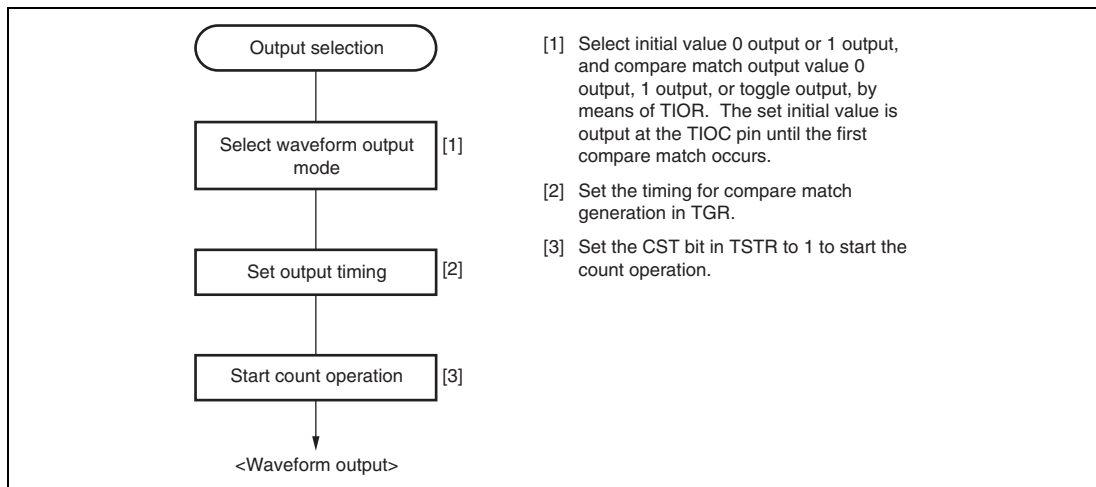 Output selection
Select waveform output
mode
[1]
Set output timing
[2]
Start count operation
[3]
<Waveform output>
[1] Select initial value 0 output or 1 output,
and compare match output value 0
output, 1 output, or toggle output, by
means of TIOR.  The set initial value is
output at the TIOC pin until the first
compare match occurs.
[2] Set the timing for compare match
generation in TGR.
[3] Set the CST bit in TSTR to 1 to start the
count operation.